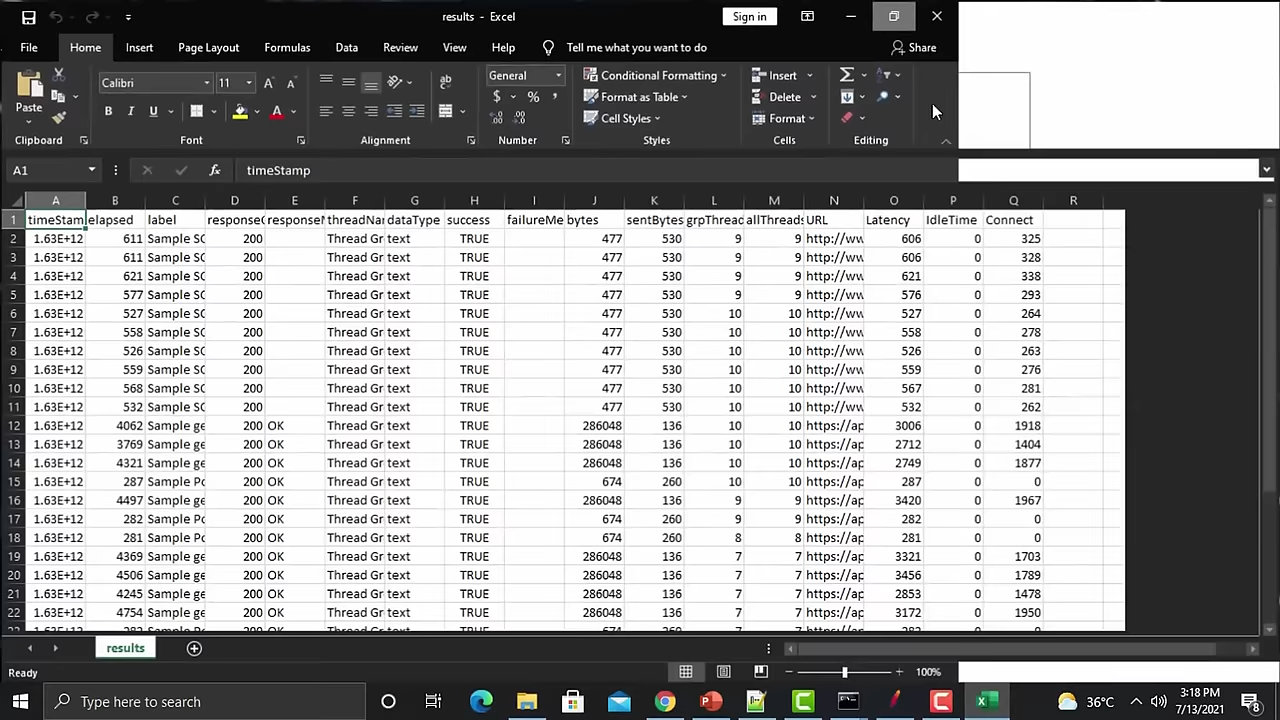 results - Excel
Sign in
File Home Insert Page Layout Formulas Data Review View Help Tell me what you want to do Share
Paste
Calibri 11
B I U
General
$ % ,
Conditional Formatting
Format as Table
Cell Styles
Insert
Delete
Format
Clipboard Font Alignment Number Styles Cells Editing
A1 fx timeStamp
A B C D E F G H I J K L M N O P Q R
1 timeStam elapsed label responseC responseM threadNa dataType success failureMe bytes sentBytes grpThread allThreads URL Latency IdleTime Connect
2 1.63E+12 611 Sample SC 200 Thread Gr text TRUE 477 530 9 9 http://ww 606 0 325
3 1.63E+12 611 Sample SC 200 Thread Gr text TRUE 477 530 9 9 http://ww 606 0 328
4 1.63E+12 621 Sample SC 200 Thread Gr text TRUE 477 530 9 9 http://ww 621 0 338
5 1.63E+12 577 Sample SC 200 Thread Gr text TRUE 477 530 9 9 http://ww 576 0 293
6 1.63E+12 527 Sample SC 200 Thread Gr text TRUE 477 530 10 10 http://ww 527 0 264
7 1.63E+12 558 Sample SC 200 Thread Gr text TRUE 477 530 10 10 http://ww 558 0 278
8 1.63E+12 526 Sample SC 200 Thread Gr text TRUE 477 530 10 10 http://ww 526 0 263
9 1.63E+12 559 Sample SC 200 Thread Gr text TRUE 477 530 10 10 http://ww 559 0 276
10 1.63E+12 568 Sample SC 200 Thread Gr text TRUE 477 530 10 10 http://ww 567 0 281
11 1.63E+12 532 Sample SC 200 Thread Gr text TRUE 477 530 10 10 http://ww 532 0 262
12 1.63E+12 4062 Sample ge 200 OK Thread Gr text TRUE 286048 136 10 10 https://ap 3006 0 1918
13 1.63E+12 3769 Sample ge 200 OK Thread Gr text TRUE 286048 136 10 10 https://ap 2712 0 1404
14 1.63E+12 4321 Sample ge 200 OK Thread Gr text TRUE 286048 136 10 10 https://ap 2749 0 1877
15 1.63E+12 287 Sample Po 200 OK Thread Gr text TRUE 674 260 10 10 https://ap 287 0 0
16 1.63E+12 4497 Sample ge 200 OK Thread Gr text TRUE 286048 136 9 9 https://ap 3420 0 1967
17 1.63E+12 282 Sample Po 200 OK Thread Gr text TRUE 674 260 9 9 https://ap 282 0 0
18 1.63E+12 281 Sample Po 200 OK Thread Gr text TRUE 674 260 8 8 https://ap 281 0 0
19 1.63E+12 4369 Sample ge 200 OK Thread Gr text TRUE 286048 136 7 7 https://ap 3321 0 1703
20 1.63E+12 4506 Sample ge 200 OK Thread Gr text TRUE 286048 136 7 7 https://ap 3456 0 1789
21 1.63E+12 4245 Sample ge 200 OK Thread Gr text TRUE 286048 136 7 7 https://ap 2853 0 1478
22 1.63E+12 4754 Sample ge 200 OK Thread Gr text TRUE 286048 136 7 7 https://ap 3172 0 1950
results
Ready 100%
Type here to search
36°C
3:18 PM
7/13/2021
8